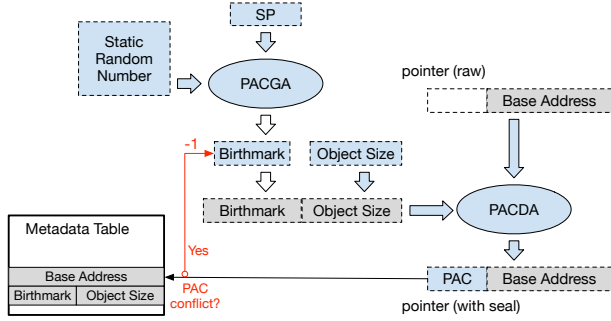 SP
Static
Random
Number
PACGA
pointer (raw)
Base Address
-1
Birthmark
Object Size
Birthmark
Object Size
PACDA
Metadata Table
Yes
Base Address
Birthmark
Object Size
PAC
conflict?
PAC
Base Address
pointer (with seal)